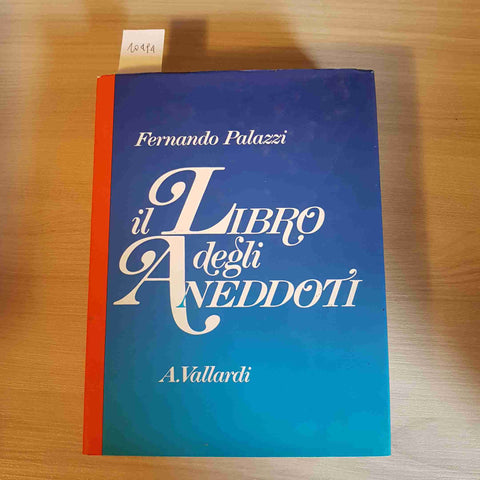 Fernando Palazzi
il LIBRO
degli
ANEDDOTI
A.Vallardi